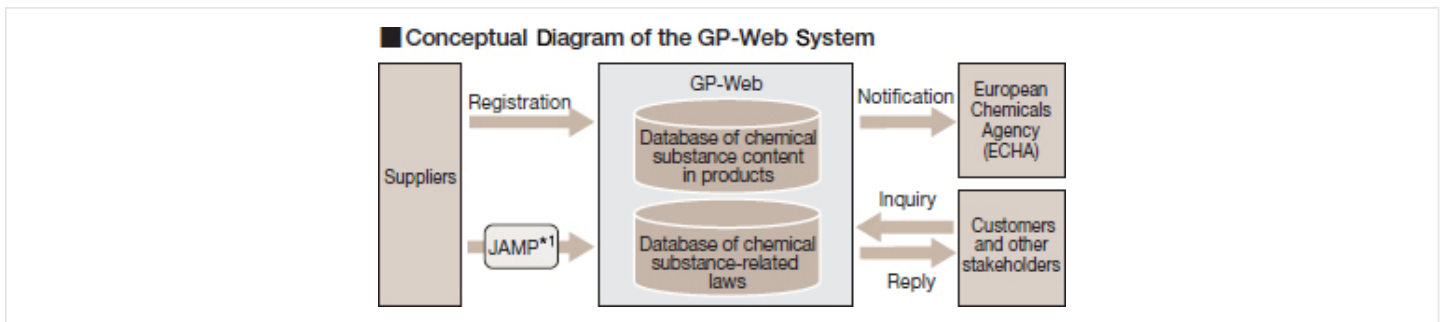 ■Conceptual Diagram of the GP-Web System
Suppliers
Registration
JAMP*1
GP-Web
Database of chemical
substance content
in products
Database of chemical
substance-related
laws
Notification
European
Chemicals
Agency
(ECHA)
Inquiry
Reply
Customers
and other
stakeholders